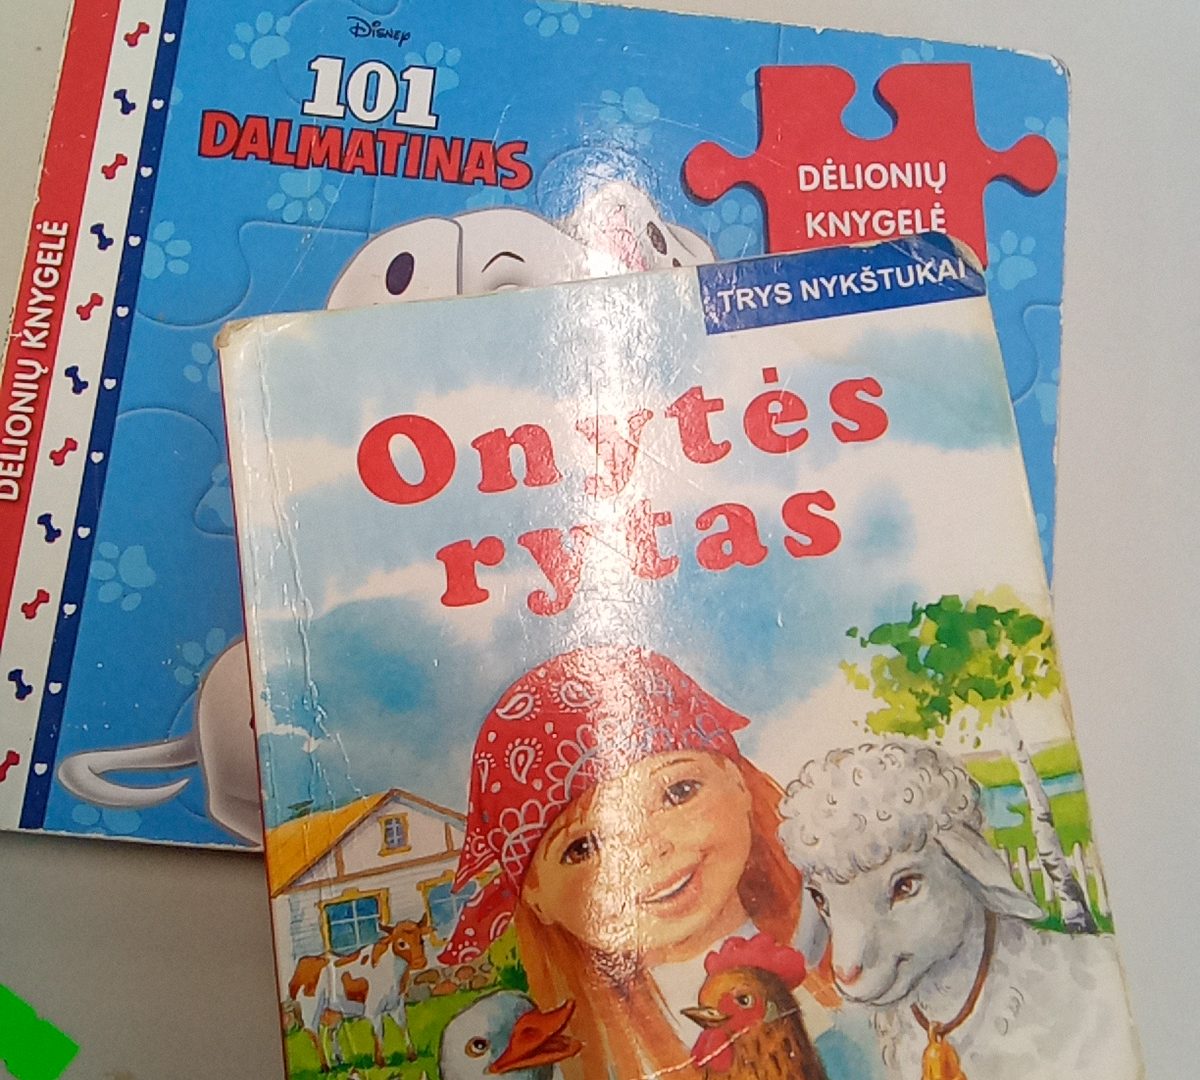 Disney
101
DALMATINAS
DĖLIONIŲ
KNYGELĖ
DĖLIONIŲ KNYGELĖ
TRYS NYKŠTUKAI
Onytės
rytas